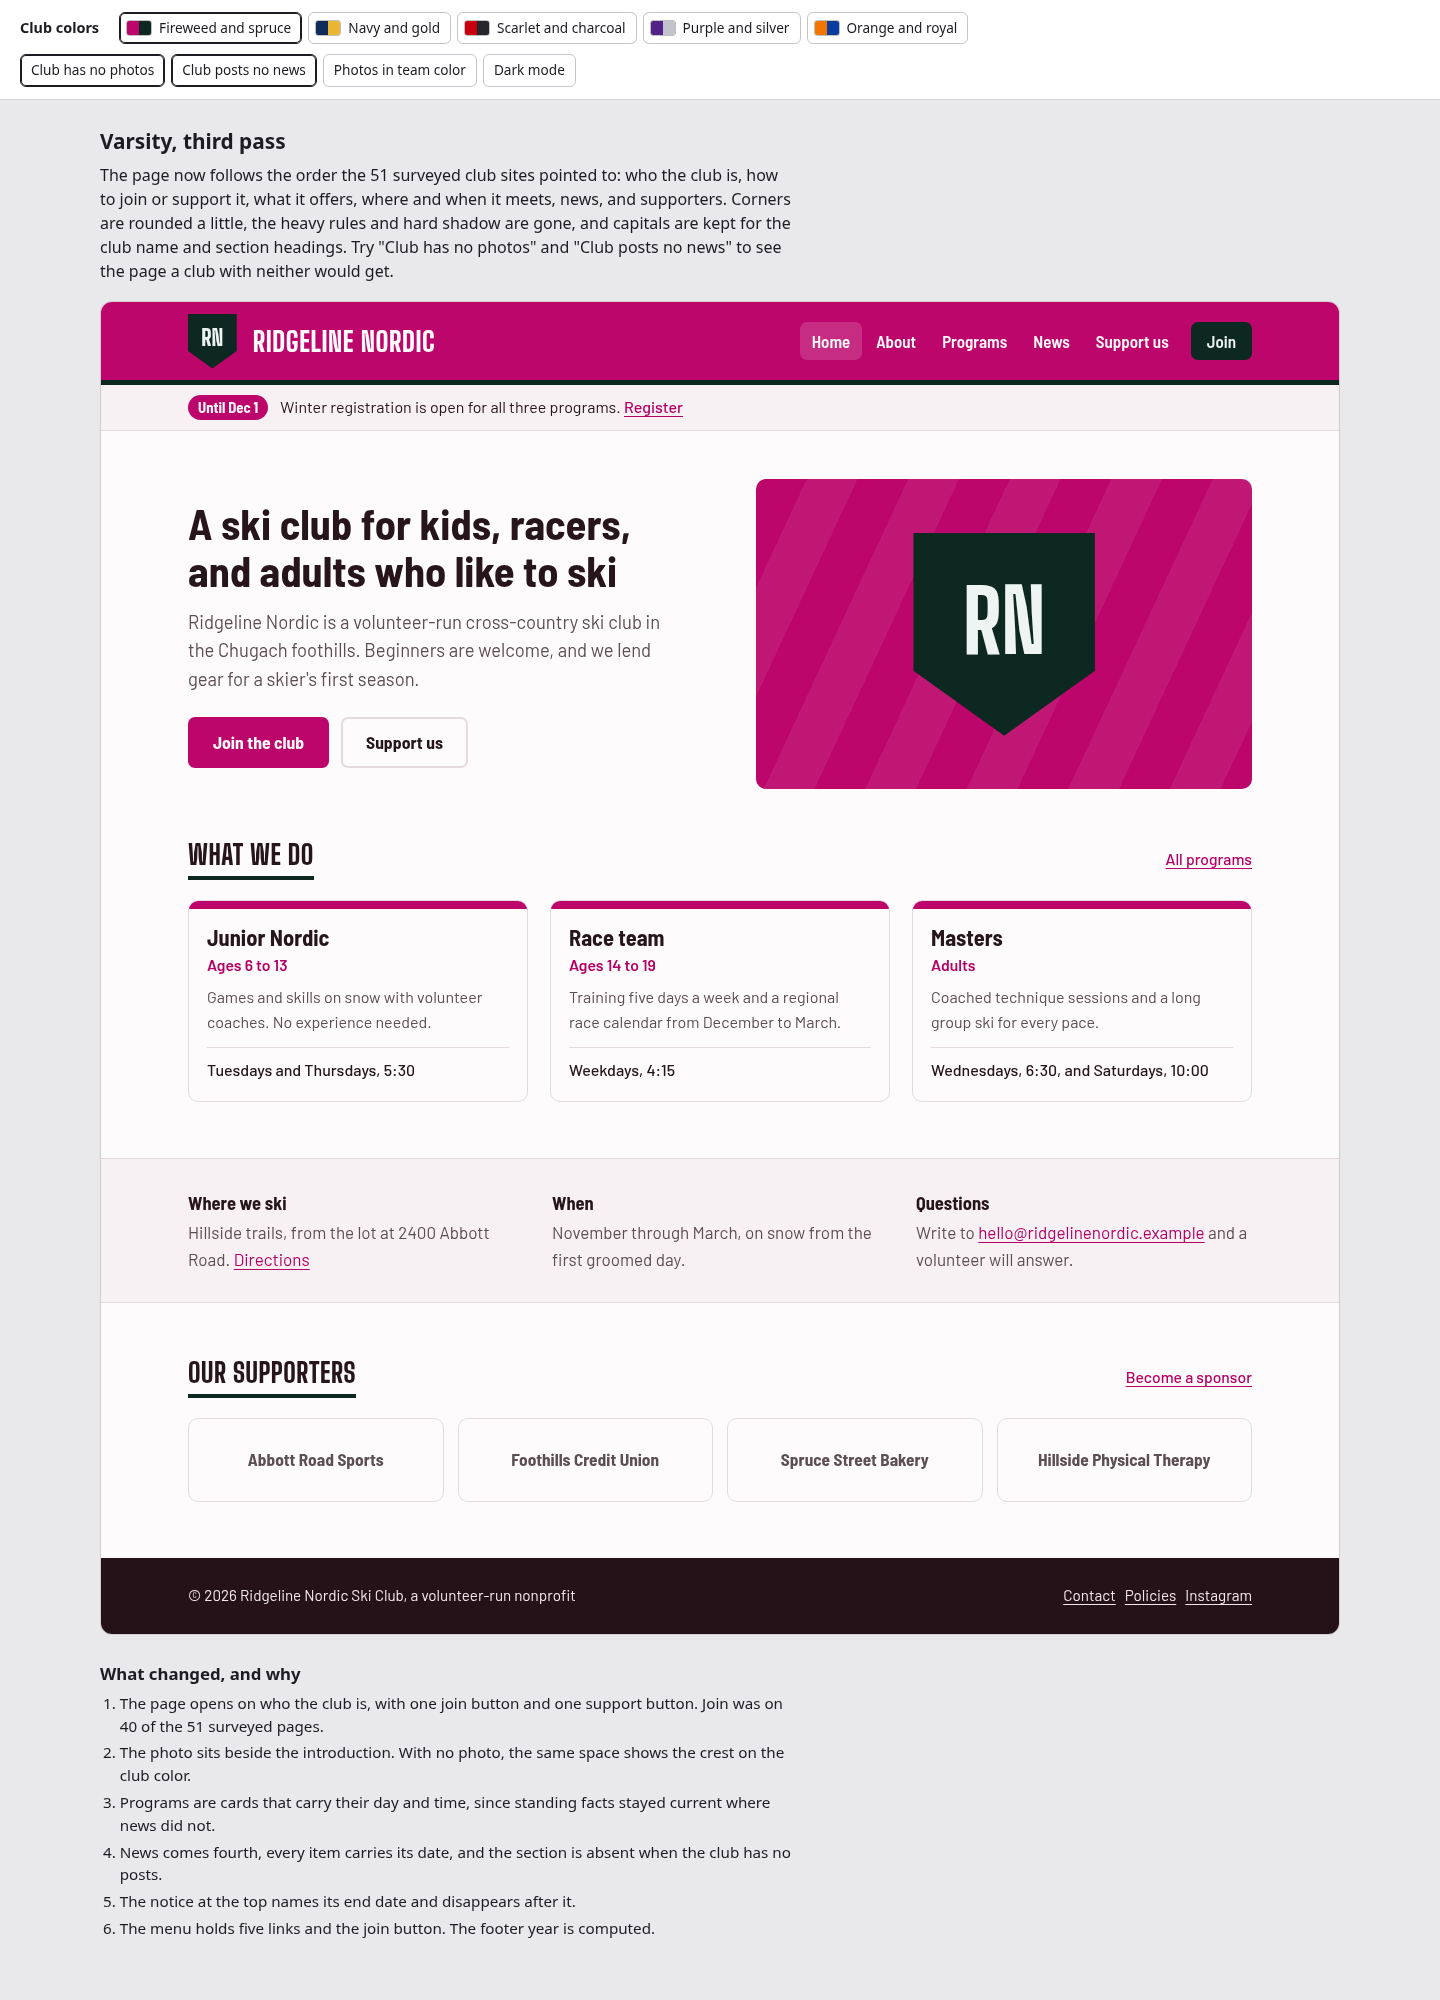 Club colors
Fireweed and spruce
Navy and gold
Scarlet and charcoal
Purple and silver
Orange and royal
Club has no photos
Club posts no news
Photos in team color
Dark mode
Varsity, third pass
The page now follows the order the 51 surveyed club sites pointed to: who the club is, how
to join or support it, what it offers, where and when it meets, news, and supporters. Corners
are rounded a little, the heavy rules and hard shadow are gone, and capitals are kept for the
club name and section headings. Try "Club has no photos" and "Club posts no news" to see
the page a club with neither would get.
RN
RIDGELINE NORDIC
Home
About
Programs
News
Support us
Join
Until Dec 1
Winter registration is open for all three programs. Register
A ski club for kids, racers,
and adults who like to ski
Ridgeline Nordic is a volunteer-run cross-country ski club in
the Chugach foothills. Beginners are welcome, and we lend
gear for a skier's first season.
Join the club
Support us
RN
WHAT WE DO
All programs
Junior Nordic
Ages 6 to 13
Games and skills on snow with volunteer
coaches. No experience needed.
Tuesdays and Thursdays, 5:30
Race team
Ages 14 to 19
Training five days a week and a regional
race calendar from December to March.
Weekdays, 4:15
Masters
Adults
Coached technique sessions and a long
group ski for every pace.
Wednesdays, 6:30, and Saturdays, 10:00
Where we ski
Hillside trails, from the lot at 2400 Abbott
Road. Directions
When
November through March, on snow from the
first groomed day.
Questions
Write to hello@ridgelinenordic.example and a
volunteer will answer.
OUR SUPPORTERS
Become a sponsor
Abbott Road Sports
Foothills Credit Union
Spruce Street Bakery
Hillside Physical Therapy
© 2026 Ridgeline Nordic Ski Club, a volunteer-run nonprofit
Contact
Policies
Instagram
What changed, and why
1. The page opens on who the club is, with one join button and one support button. Join was on
40 of the 51 surveyed pages.
2. The photo sits beside the introduction. With no photo, the same space shows the crest on the
club color.
3. Programs are cards that carry their day and time, since standing facts stayed current where
news did not.
4. News comes fourth, every item carries its date, and the section is absent when the club has no
posts.
5. The notice at the top names its end date and disappears after it.
6. The menu holds five links and the join button. The footer year is computed.